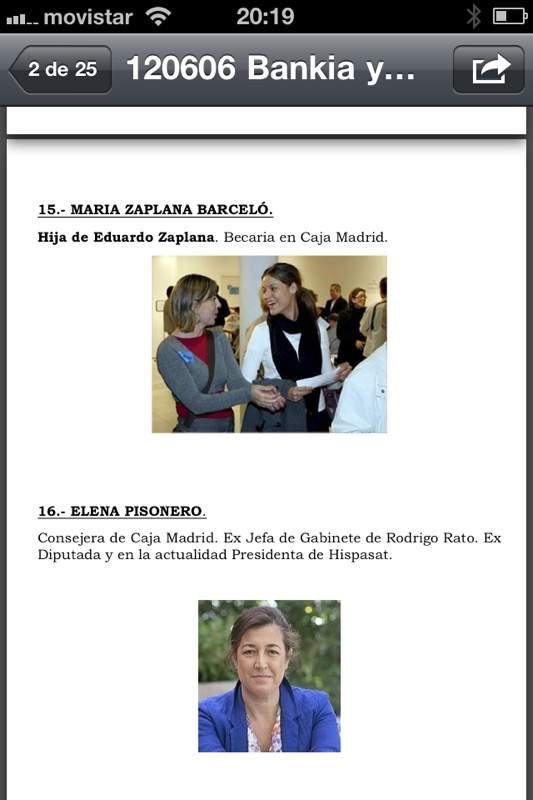 movistar 20:19
2 de 25 120606 Bankia y...
15.- MARIA ZAPLANA BARCELÓ.
Hija de Eduardo Zaplana. Becaria en Caja Madrid.
16.- ELENA PISONERO.
Consejera de Caja Madrid. Ex Jefa de Gabinete de Rodrigo Rato. Ex
Diputada y en la actualidad Presidenta de Hispasat.